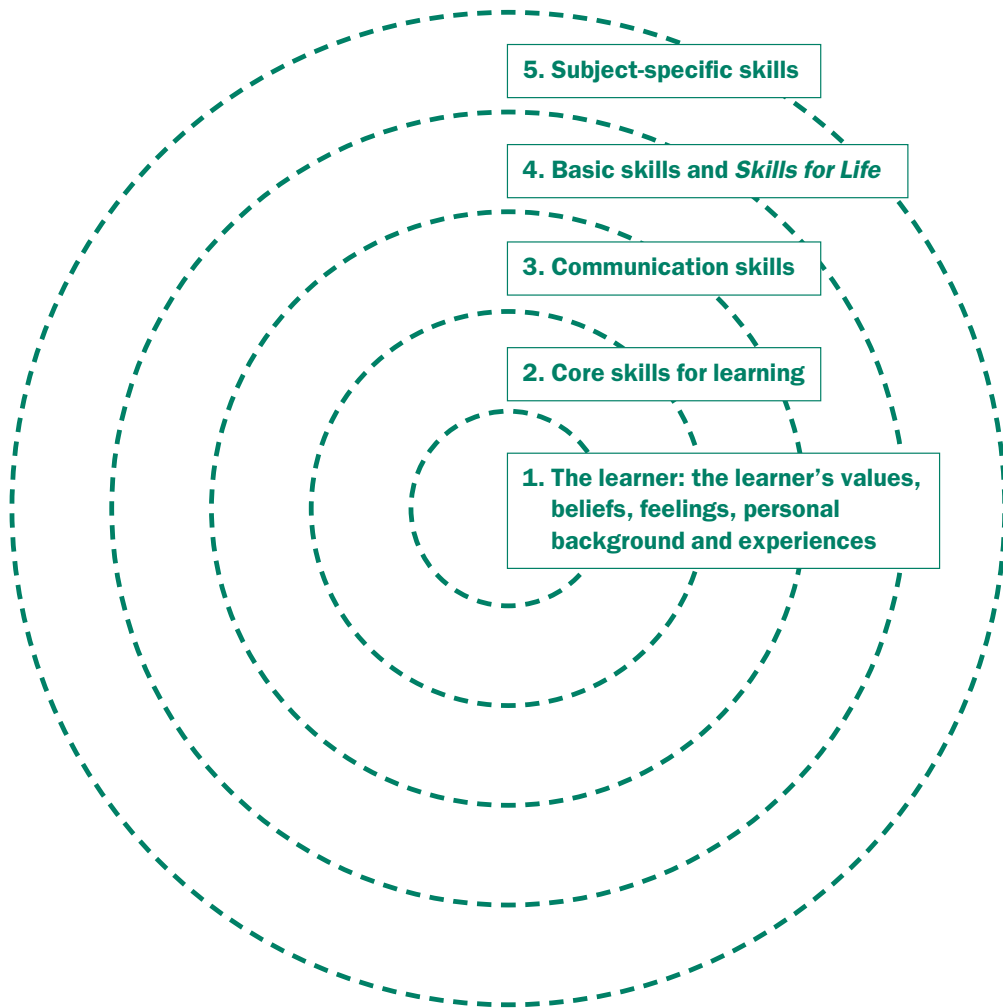 5. Subject-specific skills
4. Basic skills and Skills for Life
3. Communication skills
2. Core skills for learning
1. The learner: the learner’s values,
beliefs, feelings, personal
background and experiences